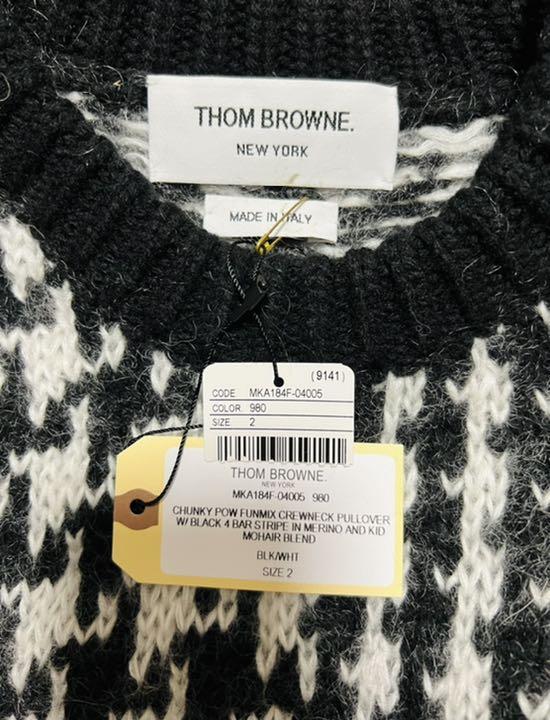 THOM BROWNE.
NEW YORK
MADE IN ITALY
(9141)
CODE MKA184F-04005
COLOR 980
SIZE 2
THOM BROWNE.
NEW YORK
MKA184F-04005 980
CHUNKY POW FUNMIX CREWNECK PULLOVER
W/ BLACK 4 BAR STRIPE IN MERINO AND KID
MOHAIR BLEND
BLK/WHT
SIZE 2